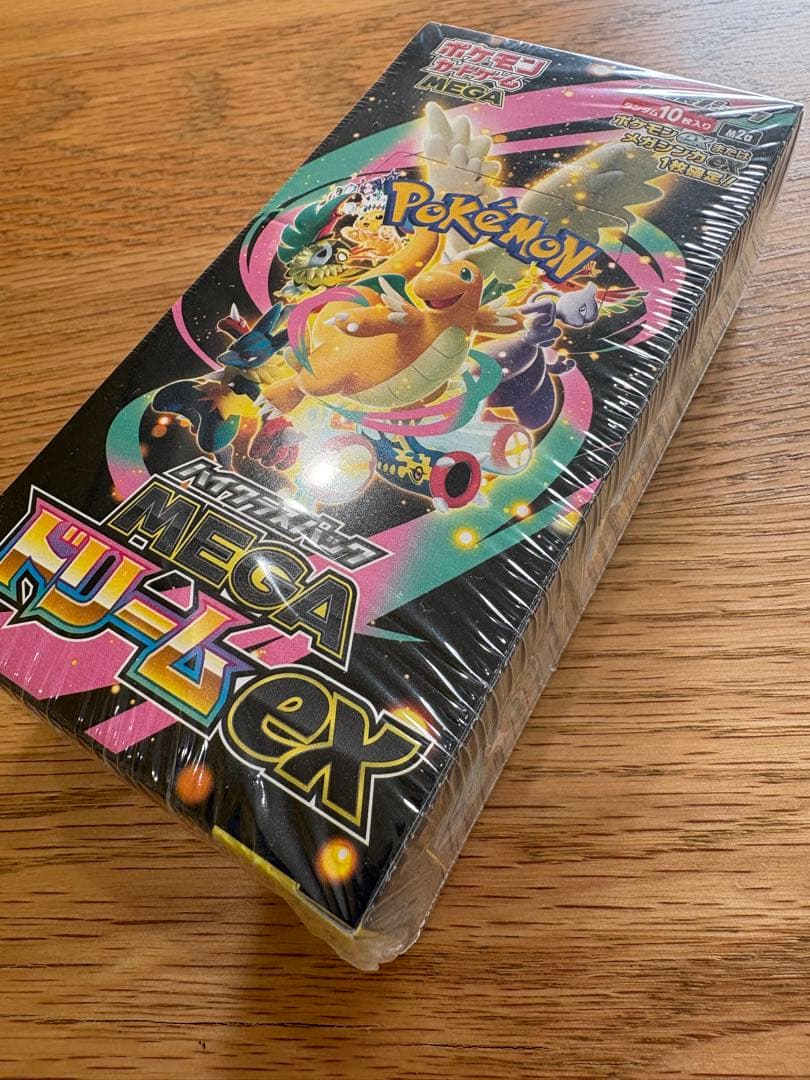 ポケモン
カードゲーム
MEGA
ランダム10枚入り
M2a
ポケモンexまたは
メガシンカex
1枚確定!
POKéMON
TM
ハイクラスパック
MEGA
ドリーム
ex